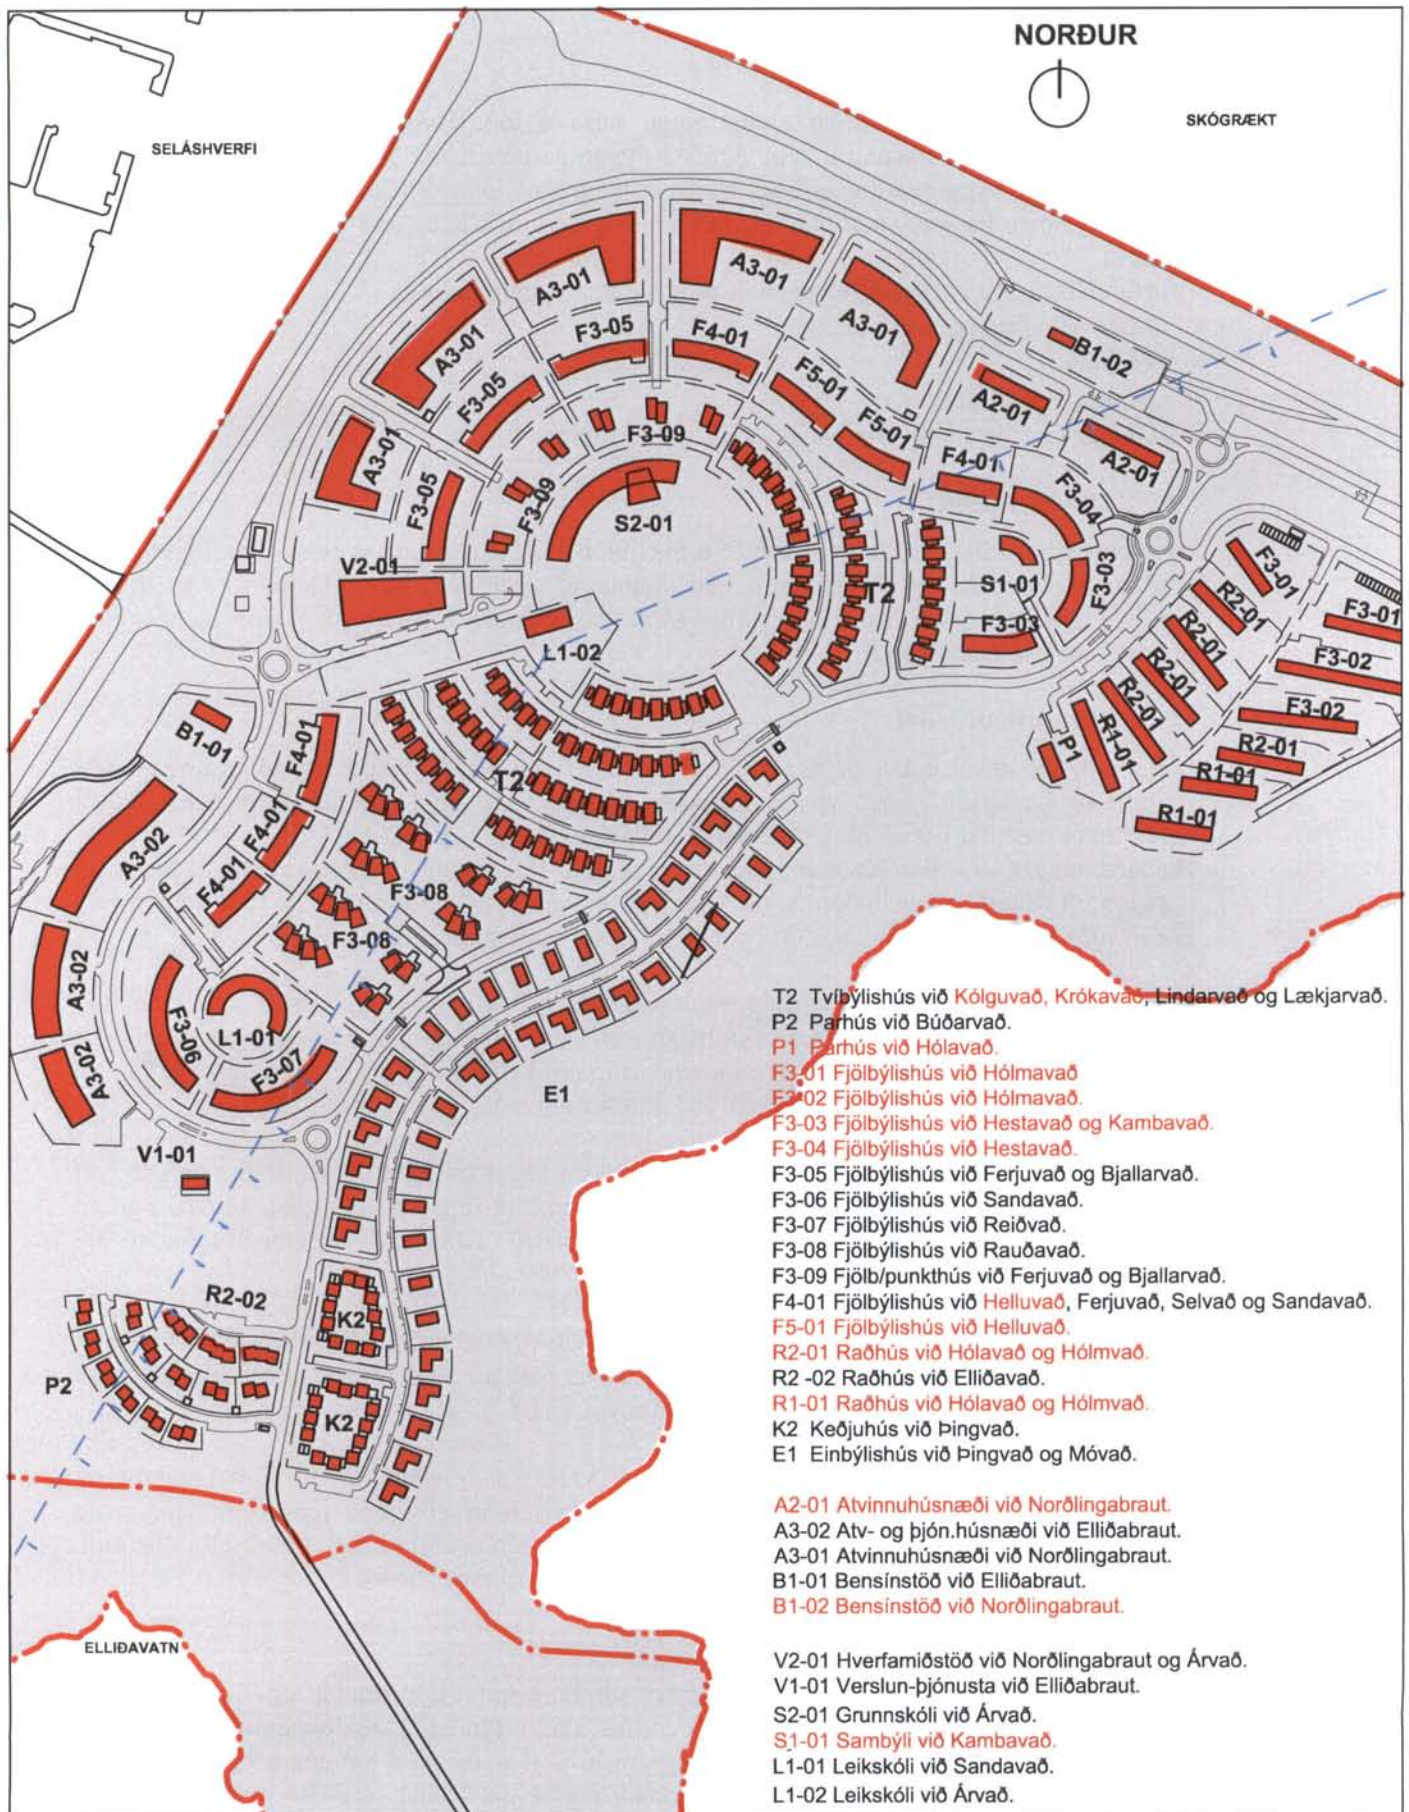 NORÐUR
SKÓGRÆKT
SELÁSHVERFI
A3-01
A3-01
A3-01
A3-01
A3-01
F3-05
F4-01
B1-02
F5-01
F3-05
A2-01
F3-09
F5-01
A2-01
F4-01
F3-05
F3-09
S2-01
F3-04
V2-01
S1-01
F3-03
F3-01
T2
R2-01
F3-01
F3-03
R2-01
L1-02
R2-01
F3-02
R2-01
F3-02
B1-01
F4-01
P1
R1-01
R2-01
T2
R1-01
F4-01
R1-01
A3-02
F4-01
F3-08
F3-08
A3-02
F3-06
L1-01
F3-07
A3-02
E1
V1-01
R2-02
K2
P2
K2
ELLIÐAVATN
T2 Tvíbýlishús við Kólguvað, Krókavað, Lindarvað og Lækjarvað.
P2 Parhús við Búðarvað.
P1 Parhús við Hólavað.
F3-01 Fjölbýlishús við Hólmavað
F3-02 Fjölbýlishús við Hólmavað.
F3-03 Fjölbýlishús við Hestavað og Kambavað.
F3-04 Fjölbýlishús við Hestavað.
F3-05 Fjölbýlishús við Ferjuvað og Bjallarvað.
F3-06 Fjölbýlishús við Sandavað.
F3-07 Fjölbýlishús við Reiðvað.
F3-08 Fjölbýlishús við Rauðavað.
F3-09 Fjölb/punkthús við Ferjuvað og Bjallarvað.
F4-01 Fjölbýlishús við Helluvað, Ferjuvað, Selvað og Sandavað.
F5-01 Fjölbýlishús við Helluvað.
R2-01 Raðhús við Hólavað og Hólmvað.
R2 -02 Raðhús við Elliðavað.
R1-01 Raðhús við Hólavað og Hólmvað.
K2 Keðjuhús við Þingvað.
E1 Einbýlishús við Þingvað og Móvað.
A2-01 Atvinnuhúsnæði við Norðlingabraut.
A3-02 Atv- og þjón.húsnæði við Elliðabraut.
A3-01 Atvinnuhúsnæði við Norðlingabraut.
B1-01 Bensínstöð við Elliðabraut.
B1-02 Bensínstöð við Norðlingabraut.
V2-01 Hverfamiðstöð við Norðlingabraut og Árvað.
V1-01 Verslun-þjónusta við Elliðabraut.
S2-01 Grunnskóli við Árvað.
S1-01 Sambýli við Kambavað.
L1-01 Leikskóli við Sandavað.
L1-02 Leikskóli við Árvað.